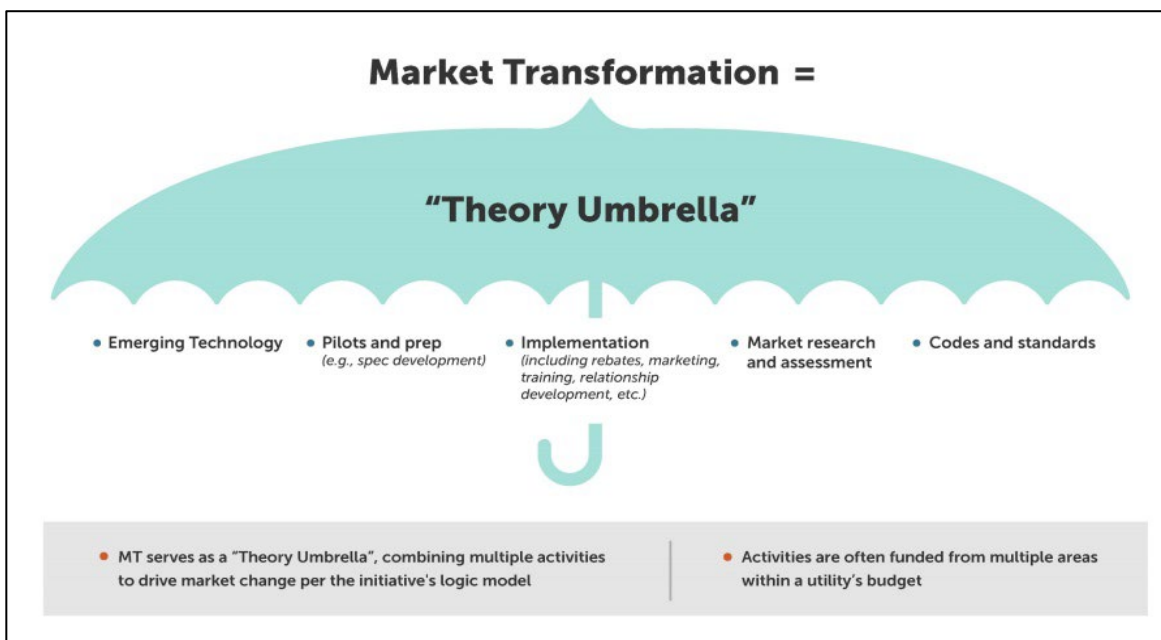 Market Transformation =
“Theory Umbrella”
• Emerging Technology
• Pilots and prep
(e.g., spec development)
• Implementation
(including rebates, marketing,
training, relationship
development, etc.)
• Market research
and assessment
• Codes and standards
• MT serves as a “Theory Umbrella”, combining multiple activities
to drive market change per the initiative's logic model
• Activities are often funded from multiple areas
within a utility’s budget